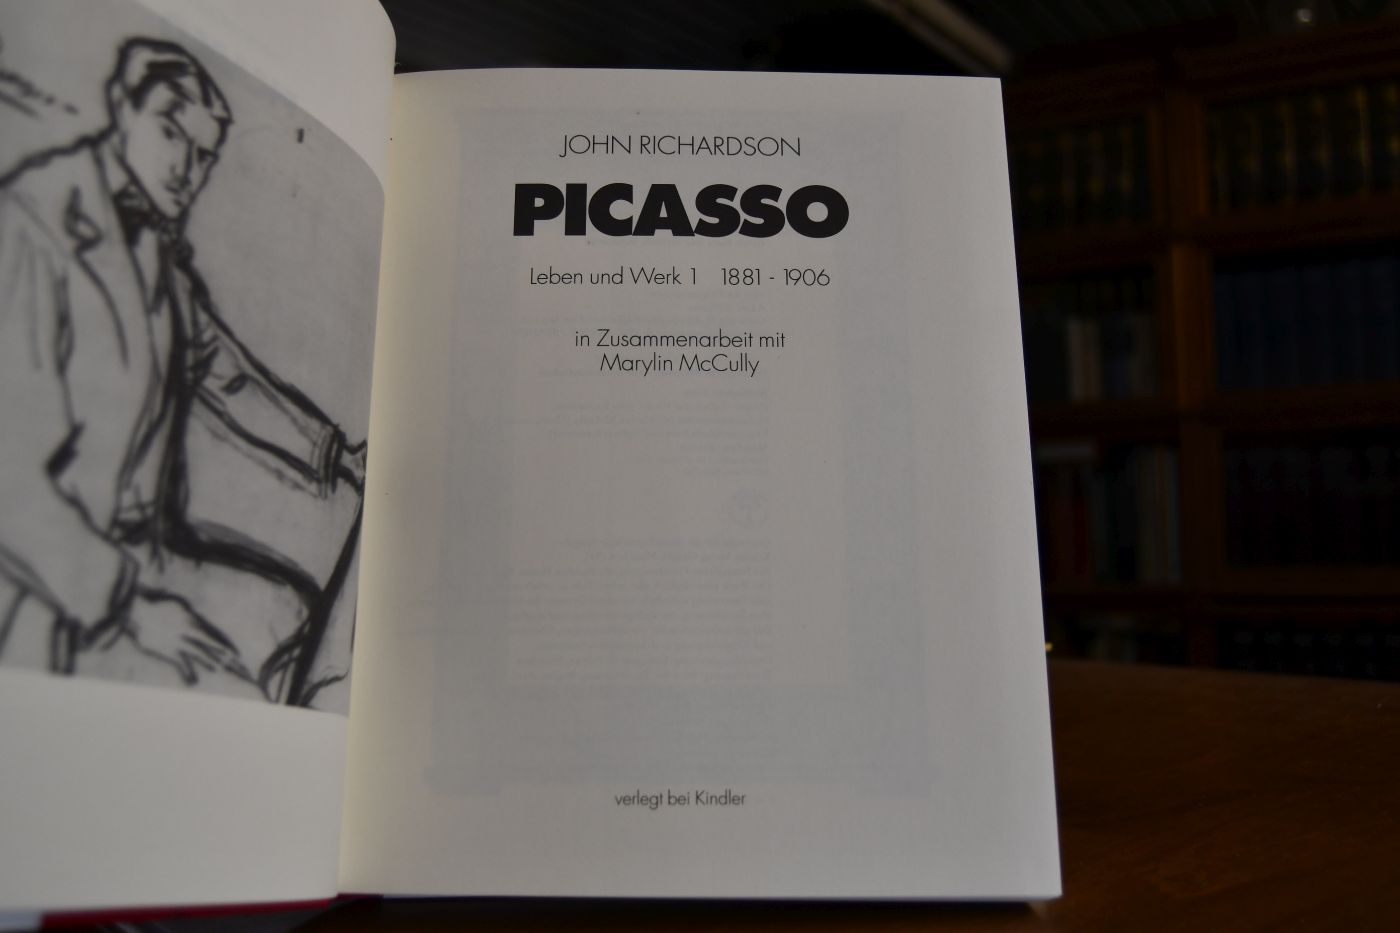 JOHN RICHARDSON
PICASSO
Leben und Werk 1 1881 - 1906
in Zusammenarbeit mit
Marylin McCully
verlegt bei Kindler